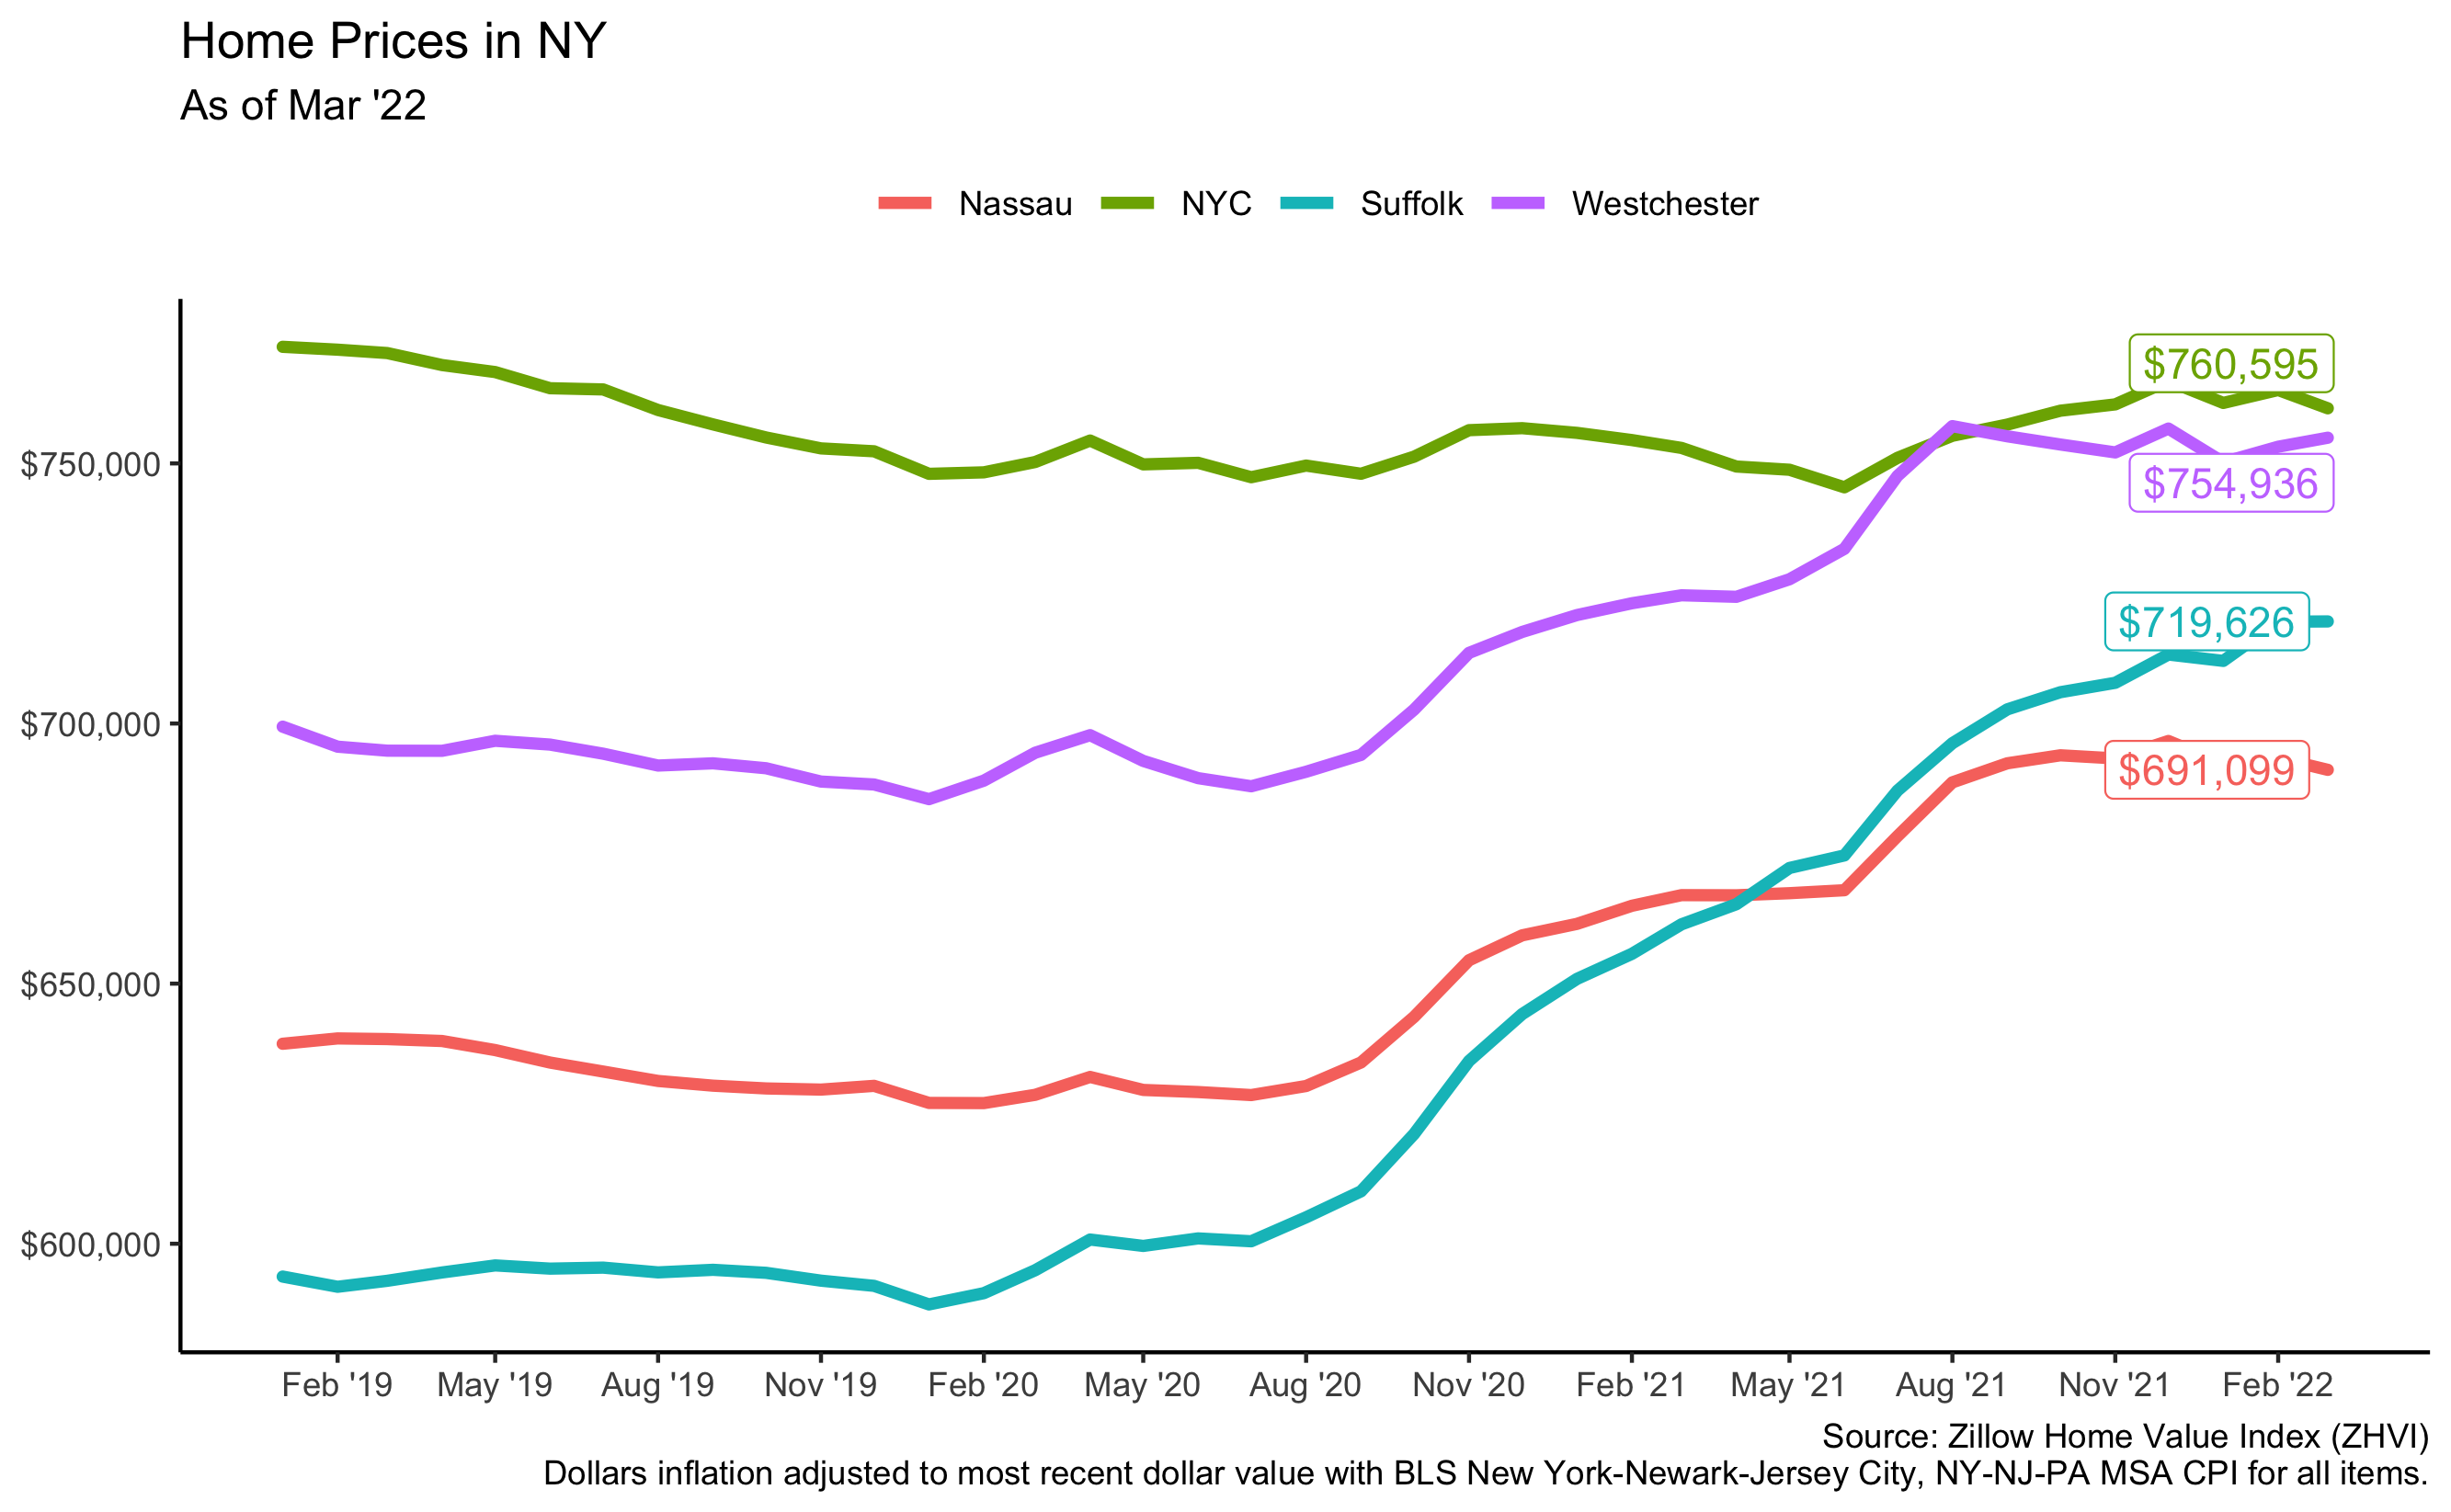 Home Prices in NY
As of Mar '22
Nassau NYC Suffolk Westchester
$760,595
$750,000
$754,936
$719,626
$700,000
$691,099
$650,000
$600,000
Feb '19 May '19 Aug '19 Nov '19 Feb '20 May '20 Aug '20 Nov '20 Feb '21 May '21 Aug '21 Nov '21 Feb '22
Source: Zillow Home Value Index (ZHVI)
Dollars inflation adjusted to most recent dollar value with BLS New York-Newark-Jersey City, NY-NJ-PA MSA CPI for all items.